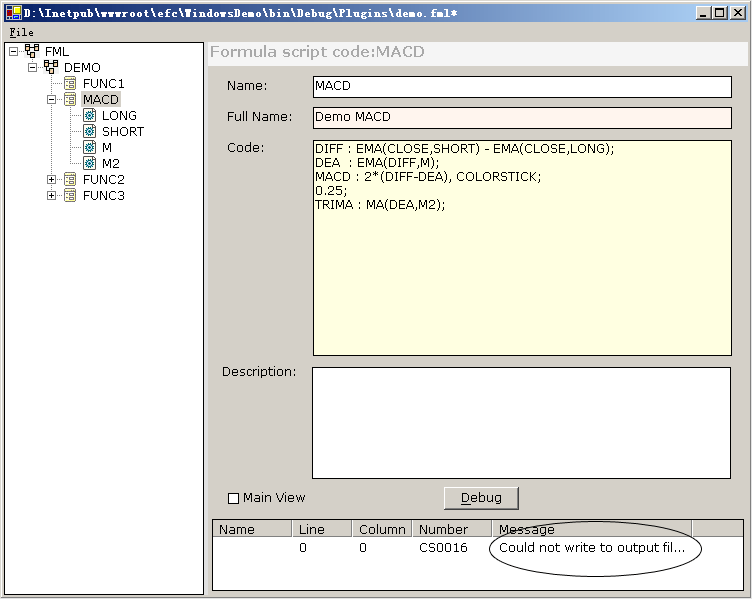 D:\Inetpub\wwwroot\efc\WindowsDemo\bin\Debug\Plugins\demo.fml*
File
FML
DEMO
FUNC1
MACD
LONG
SHORT
M
M2
FUNC2
FUNC3
Formula script code:MACD
Name: MACD
Full Name: Demo MACD
Code:
DIFF : EMA(CLOSE,SHORT) - EMA(CLOSE,LONG);
DEA  : EMA(DIFF,M);
MACD : 2*(DIFF-DEA), COLORSTICK;
0.25;
TRIMA : MA(DEA,M2);
Description:
Main View
Debug
Name Line Column Number Message
0 0 CS0016 Could not write to output fil...